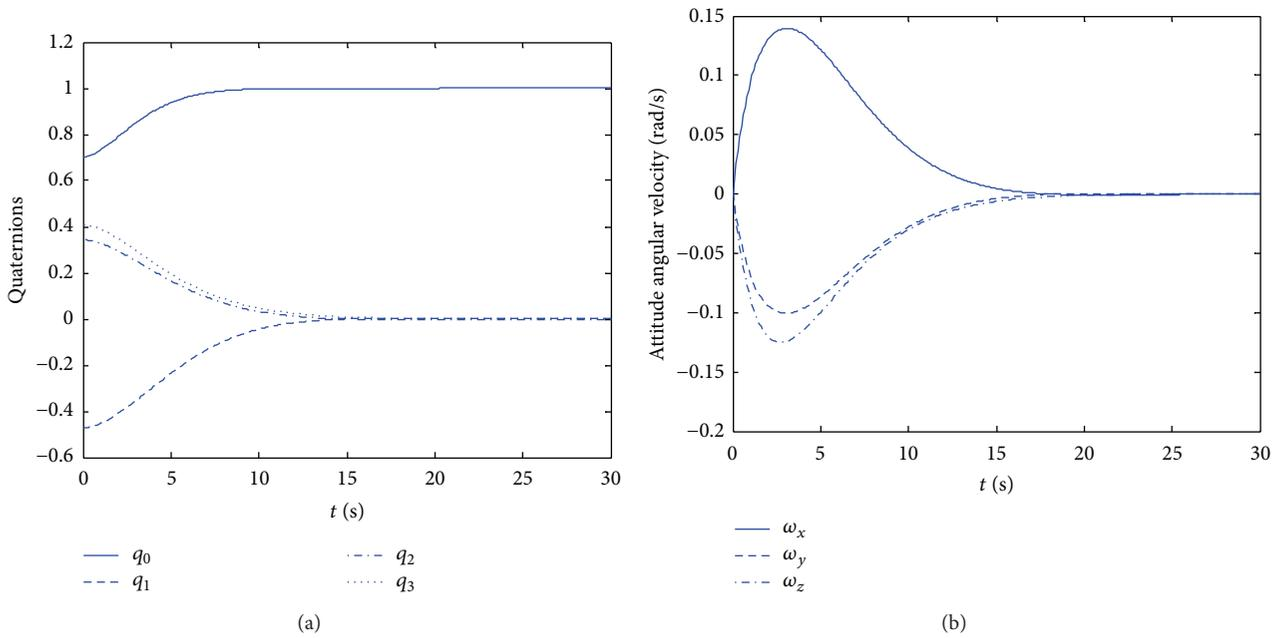 Quaternions
1.2
1
0.8
0.6
0.4
0.2
0
−0.2
−0.4
−0.6
0 5 10 15 20 25 30
t (s)
q0 q2
q1 q3
(a)
Attitude angular velocity (rad/s)
0.15
0.1
0.05
0
−0.05
−0.1
−0.15
−0.2
0 5 10 15 20 25 30
t (s)
ωx
ωy
ωz
(b)